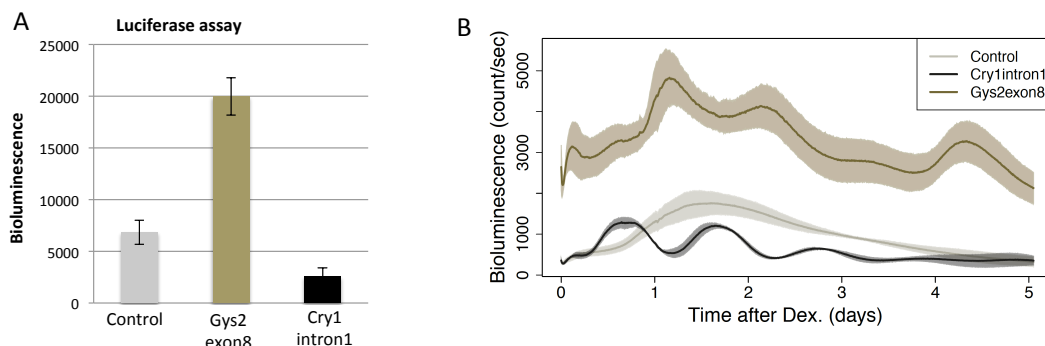 A
Luciferase assay
Bioluminescence
25000
20000
15000
10000
5000
0
Control
Gys2
exon8
Cry1
intron1
B
Bioluminescence (count/sec)
5000
3000
1000
0
Control
Cry1intron1
Gys2exon8
0 1 2 3 4 5
Time after Dex. (days)